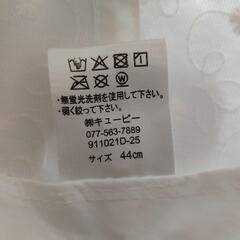 ・無蛍光洗剤を使用して下さい。
・弱く絞って下さい。
㈱キューピー
077-563-7889
911021D-25
サイズ 44cm